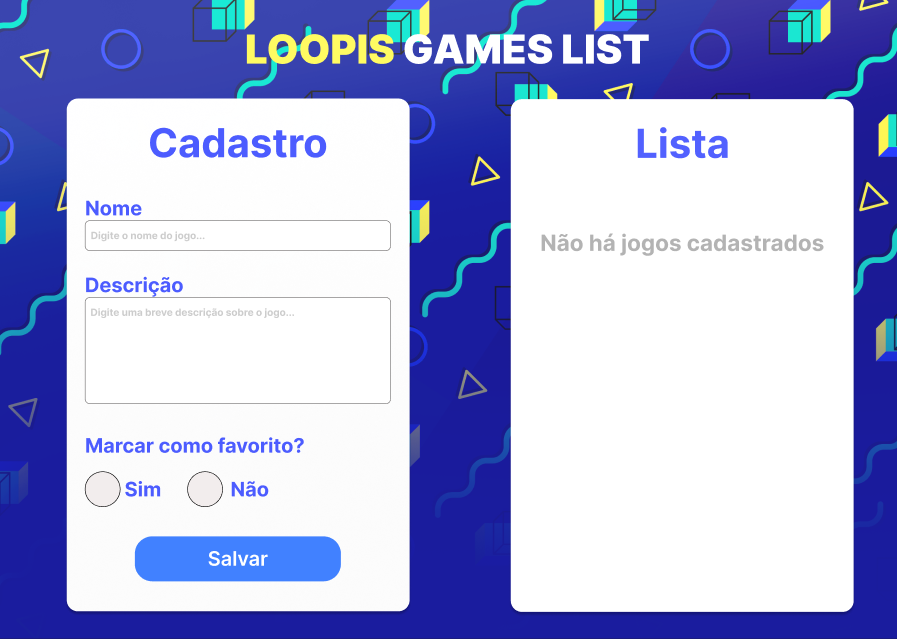 LOOPIS GAMES LIST
Cadastro
Nome
Digite o nome do jogo...
Descrição
Digite uma breve descrição sobre o jogo...
Marcar como favorito?
Sim Não
Salvar
Lista
Não há jogos cadastrados